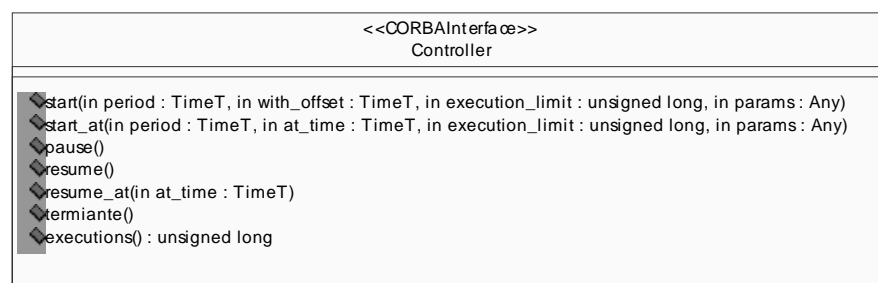 <<CORBAInterface>>
Controller
start(in period : TimeT, in with_offset : TimeT, in execution_limit : unsigned long, in params : Any)
start_at(in period : TimeT, in at_time : TimeT, in execution_limit : unsigned long, in params : Any)
pause()
resume()
resume_at(in at_time : TimeT)
termiante()
executions() : unsigned long